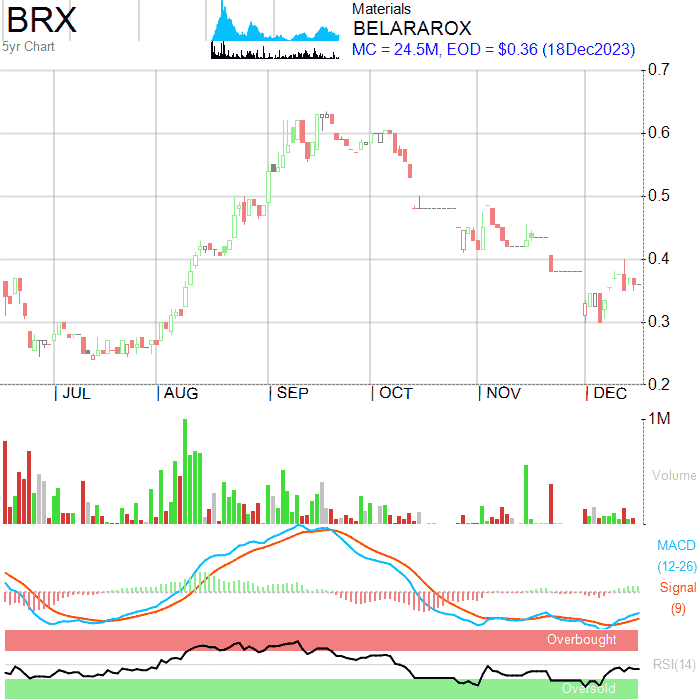 BRX
5yr Chart
Materials
BELARAROX
MC = 24.5M, EOD = $0.36 (18Dec2023)
0.7
0.6
0.5
0.4
0.3
0.2
JUL AUG SEP OCT NOV DEC
1M
Volume
MACD
(12-26)
Signal
(9)
Overbought
RSI(14)
Oversold